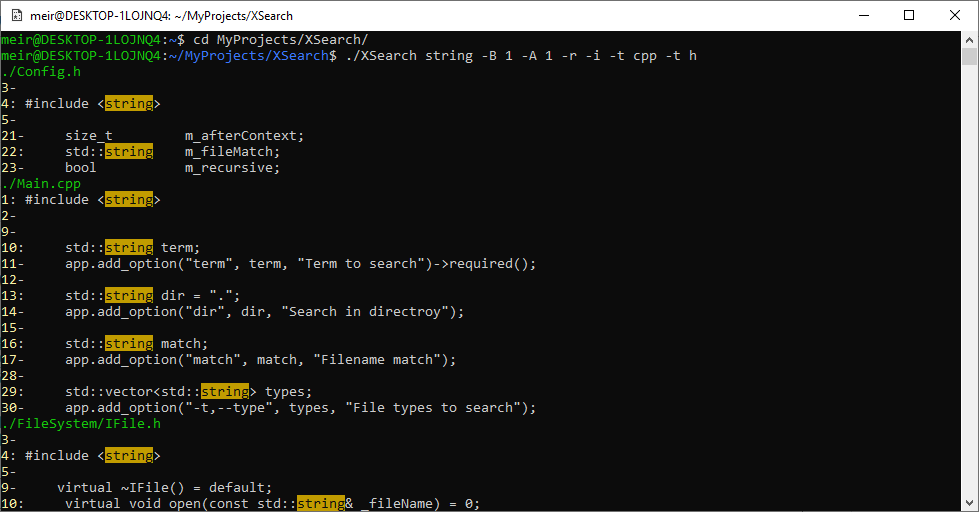 meir@DESKTOP-1LOJNQ4: ~/MyProjects/XSearch
meir@DESKTOP-1LOJNQ4:~$ cd MyProjects/XSearch/
meir@DESKTOP-1LOJNQ4:~/MyProjects/XSearch$ ./XSearch string -B 1 -A 1 -r -i -t cpp -t h
./Config.h
3-
4: #include <string>
5-
21-     size_t         m_afterContext;
22:     std::string    m_fileMatch;
23-     bool           m_recursive;
./Main.cpp
1: #include <string>
2-
9-
10:     std::string term;
11-     app.add_option("term", term, "Term to search")->required();
12-
13:     std::string dir = ".";
14-     app.add_option("dir", dir, "Search in directroy");
15-
16:     std::string match;
17-     app.add_option("match", match, "Filename match");
28-
29:     std::vector<std::string> types;
30-     app.add_option("-t,--type", types, "File types to search");
./FileSystem/IFile.h
3-
4: #include <string>
5-
9-     virtual ~IFile() = default;
10:     virtual void open(const std::string& _fileName) = 0;